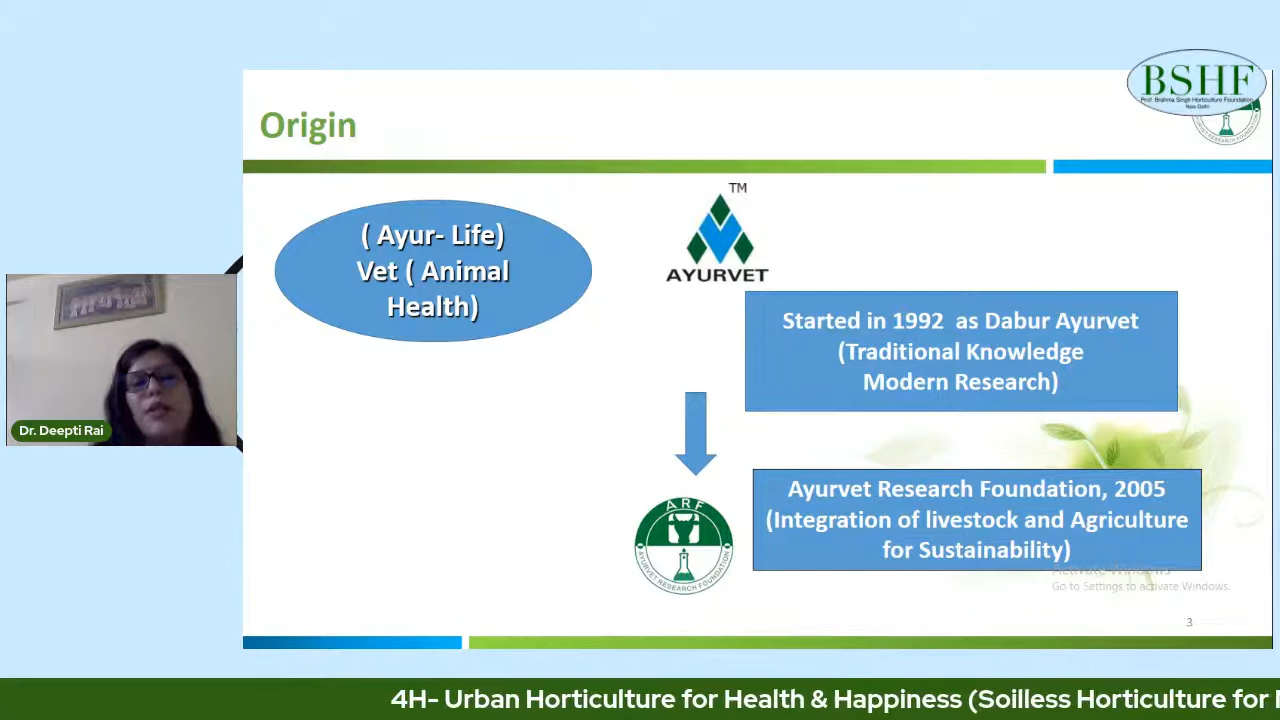 BSHF
Prof. Brahma Singh Horticulture Foundation
New Delhi
Origin
TM
AYURVET
( Ayur- Life)
Vet ( Animal
Health)
Started in 1992 as Dabur Ayurvet
(Traditional Knowledge
Modern Research)
Dr. Deepti Rai
ARF
AYURVET RESEARCH FOUNDATION
Ayurvet Research Foundation, 2005
(Integration of livestock and Agriculture
for Sustainability)
Activate Windows
Go to Settings to activate Windows.
3
4H- Urban Horticulture for Health & Happiness (Soilless Horticulture for